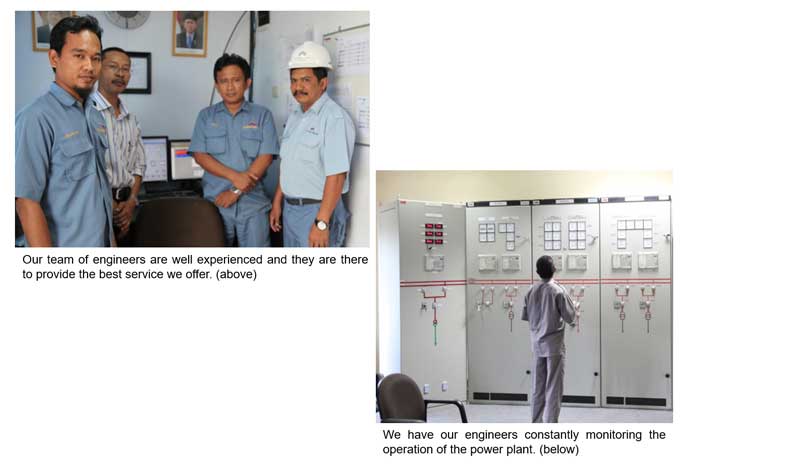 Our team of engineers are well experienced and they are there
to provide the best service we offer. (above)
We have our engineers constantly monitoring the
operation of the power plant. (below)